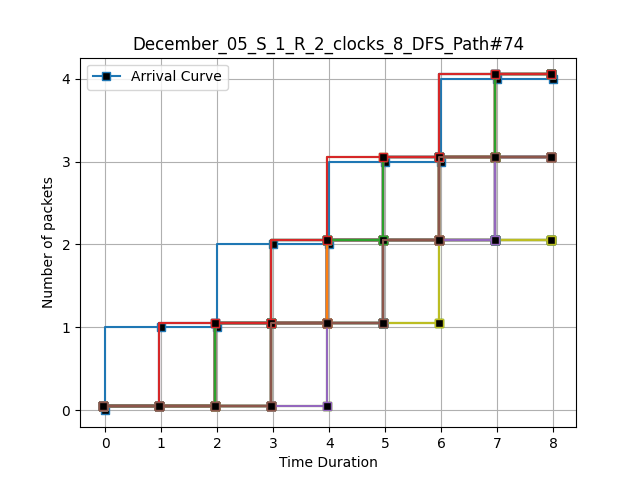 December_05_S_1_R_2_clocks_8_DFS_Path#74
Arrival Curve
Number of packets
4
3
2
1
0
0 1 2 3 4 5 6 7 8
Time Duration